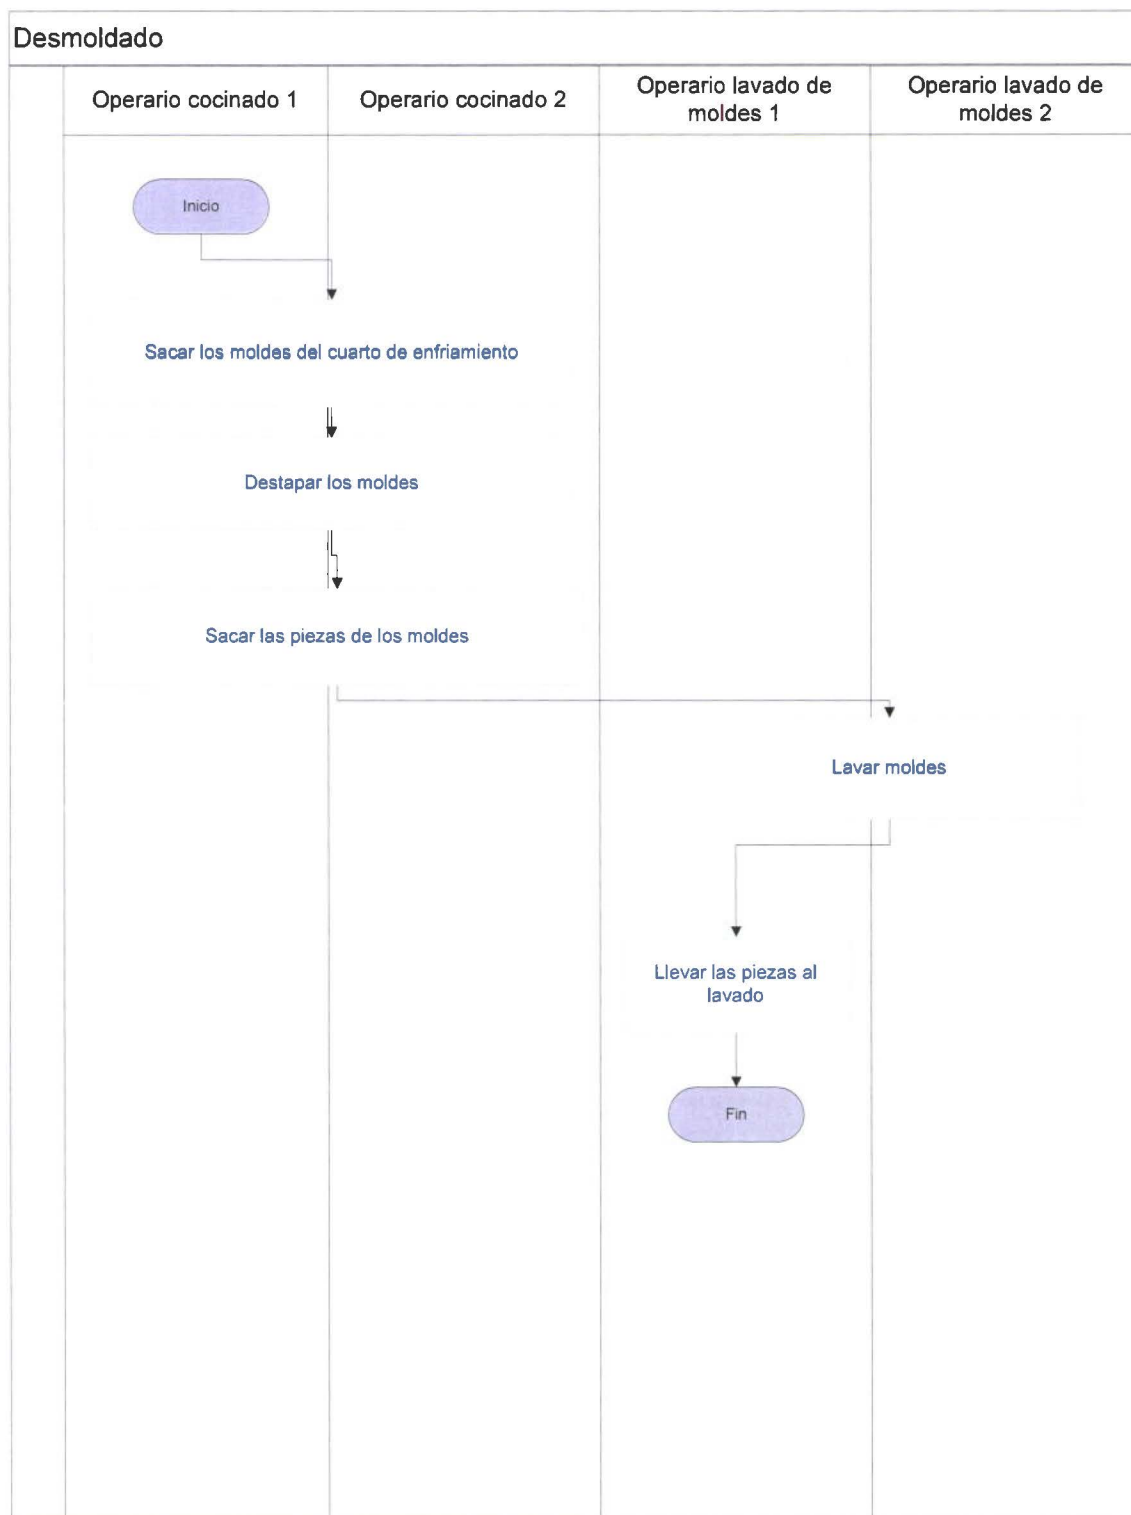 Desmoldado
Operario cocinado 1
Operario cocinado 2
Operario lavado de
moldes 1
Operario lavado de
moldes 2
Inicio
Sacar los moldes del cuarto de enfriamiento
Destapar los moldes
Sacar las piezas de los moldes
Lavar moldes
Llevar las piezas al
lavado
Fin